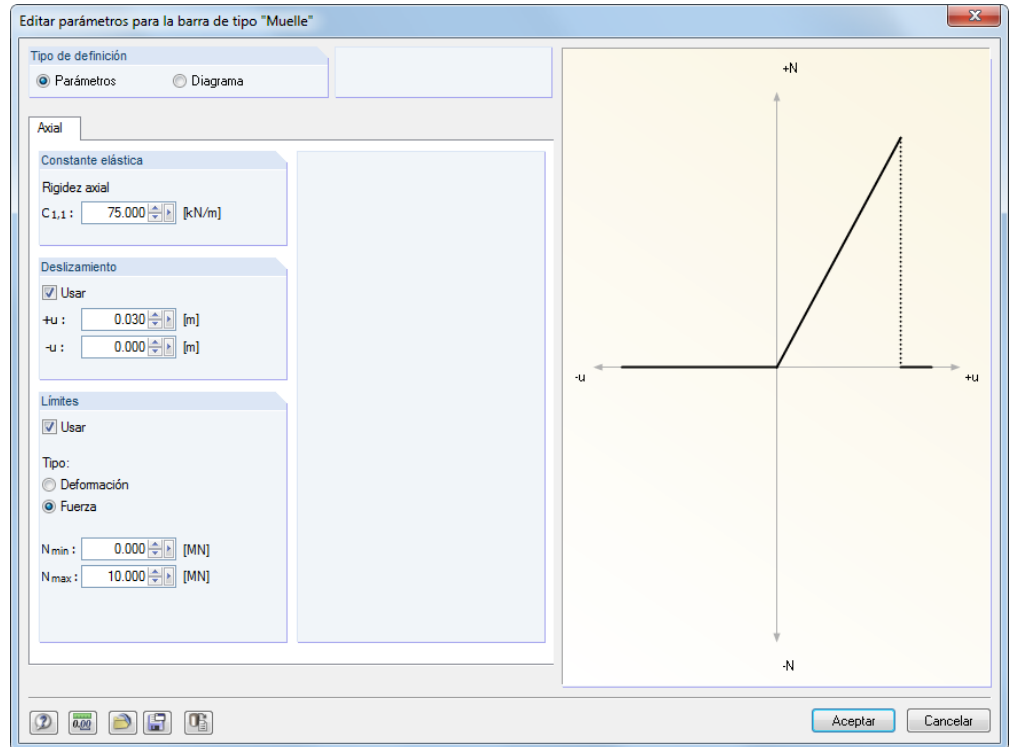 Editar parámetros para la barra de tipo "Muelle"
Tipo de definición
Parámetros Diagrama
Axial
Constante elástica
Rigidez axial
C1,1: 75.000 [kN/m]
Deslizamiento
Usar
+u: 0.030 [m]
-u: 0.000 [m]
Límites
Usar
Tipo:
Deformación
Fuerza
Nmin: 0.000 [MN]
Nmax: 10.000 [MN]
+N
-u
+u
-N
0.00
Aceptar Cancelar